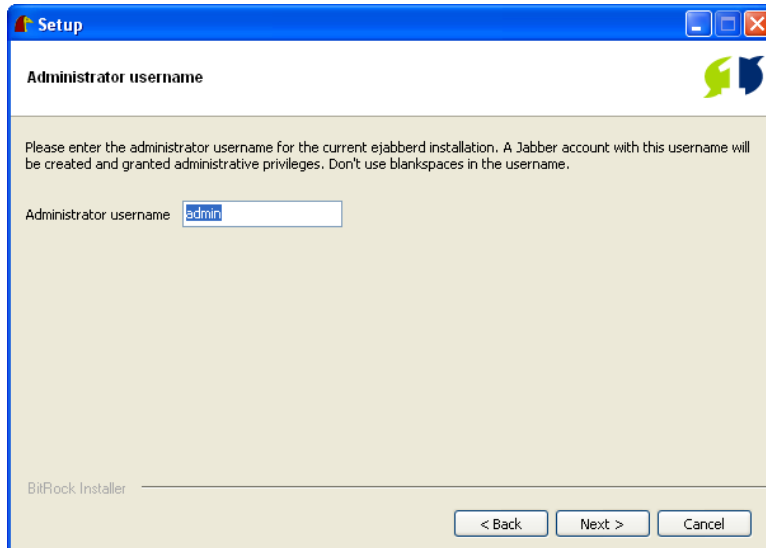 Setup
Administrator username
Please enter the administrator username for the current ejabberd installation. A Jabber account with this username will
be created and granted administrative privileges. Don't use blankspaces in the username.
Administrator username admin
BitRock Installer
< Back Next > Cancel